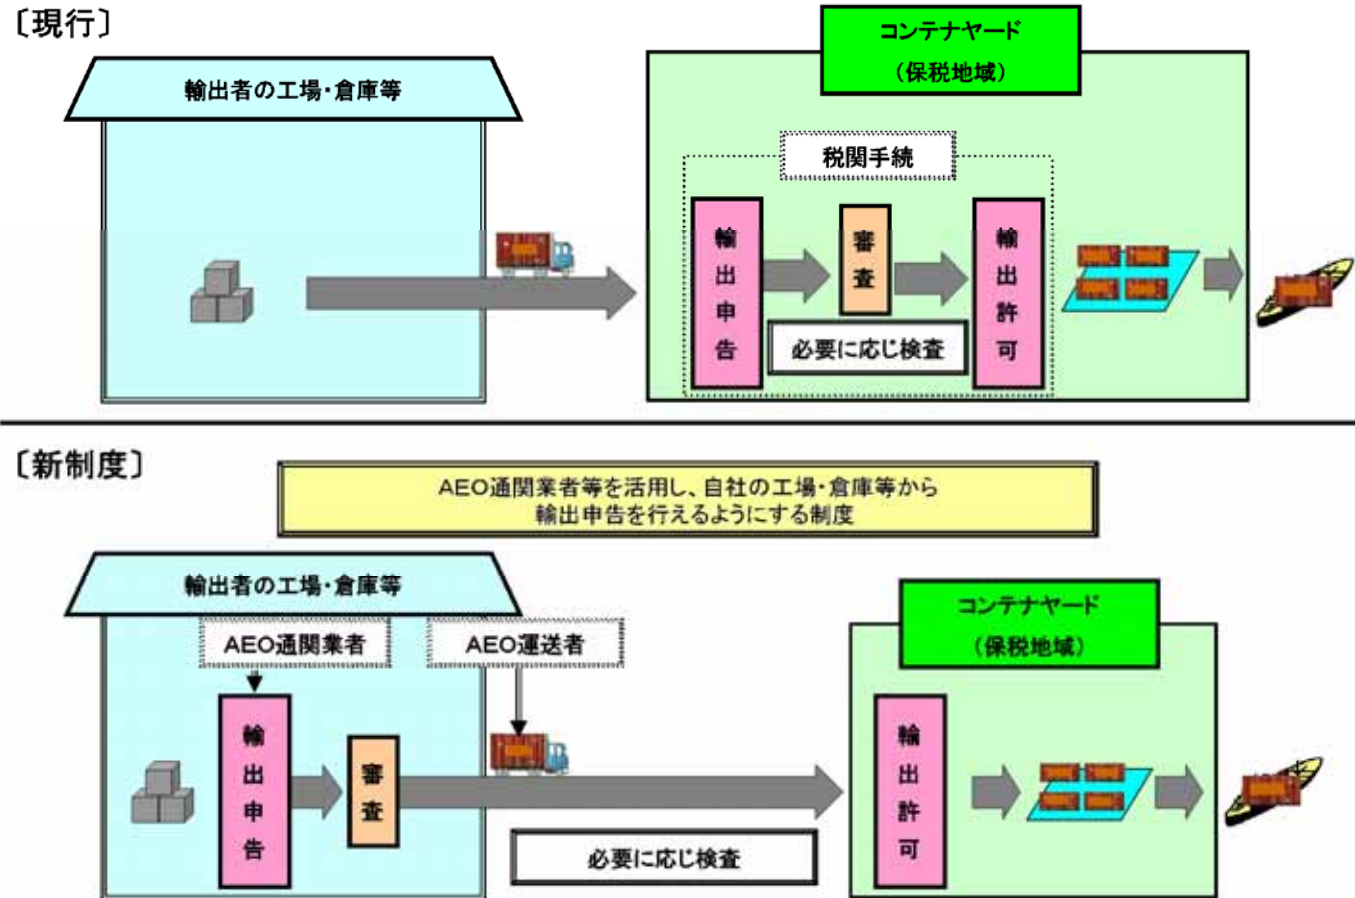 〔現行〕
コンテナヤード
（保税地域）
輸出者の工場・倉庫等
税関手続
輸出申告
審査
輸出許可
必要に応じ検査
〔新制度〕
AEO通関業者等を活用し、自社の工場・倉庫等から
輸出申告を行えるようにする制度
輸出者の工場・倉庫等
コンテナヤード
（保税地域）
AEO通関業者
AEO運送者
輸出申告
審査
輸出許可
必要に応じ検査